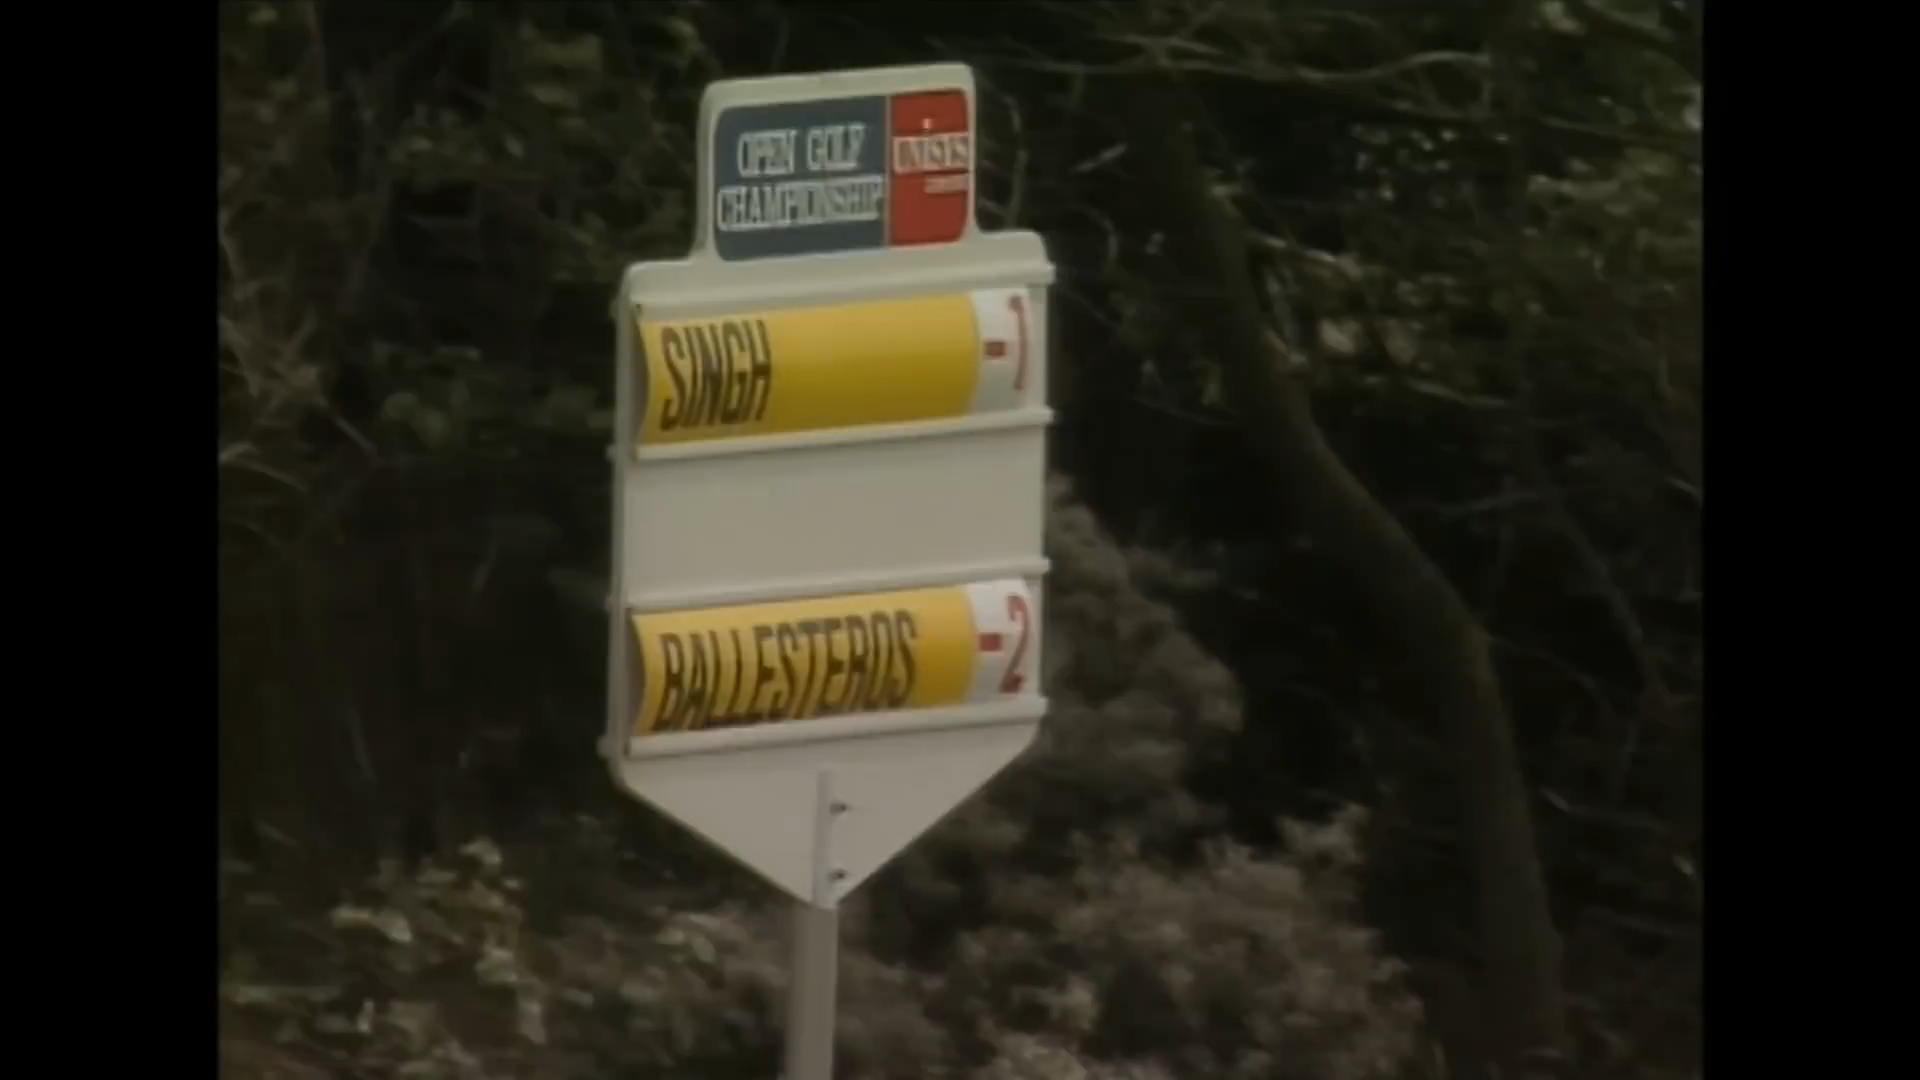 OPEN GOLF
CHAMPIONSHIP
UNISYS
SINGH -1
BALLESTEROS -2